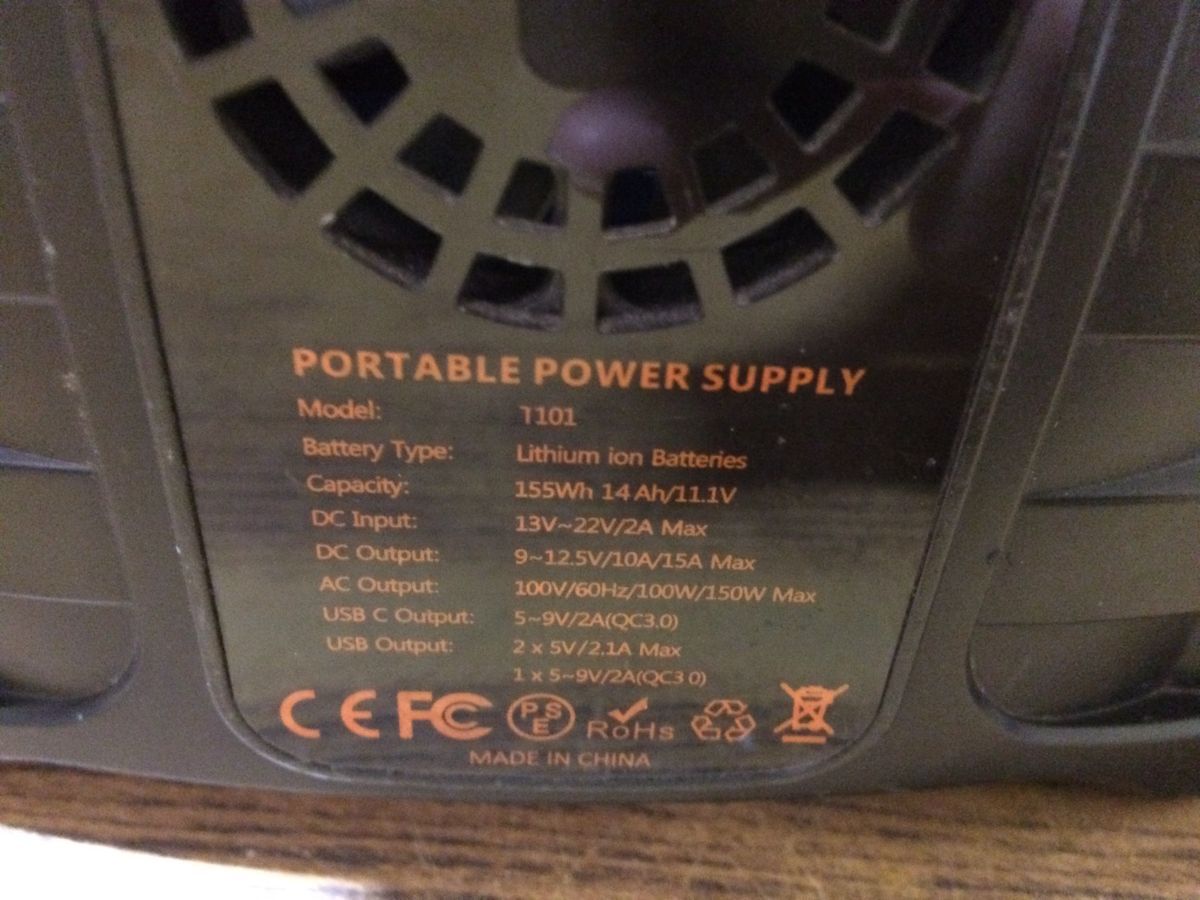 PORTABLE POWER SUPPLY
Model: T101
Battery Type: Lithium ion Batteries
Capacity: 155Wh 14Ah/11.1V
DC Input: 13V~22V/2A Max
DC Output: 9~12.5V/10A/15A Max
AC Output: 100V/60Hz/100W/150W Max
USB C Output: 5~9V/2A(QC3.0)
USB Output: 2 x 5V/2.1A Max
1 x 5~9V/2A(QC3.0)
CE FCC PSE RoHS
MADE IN CHINA